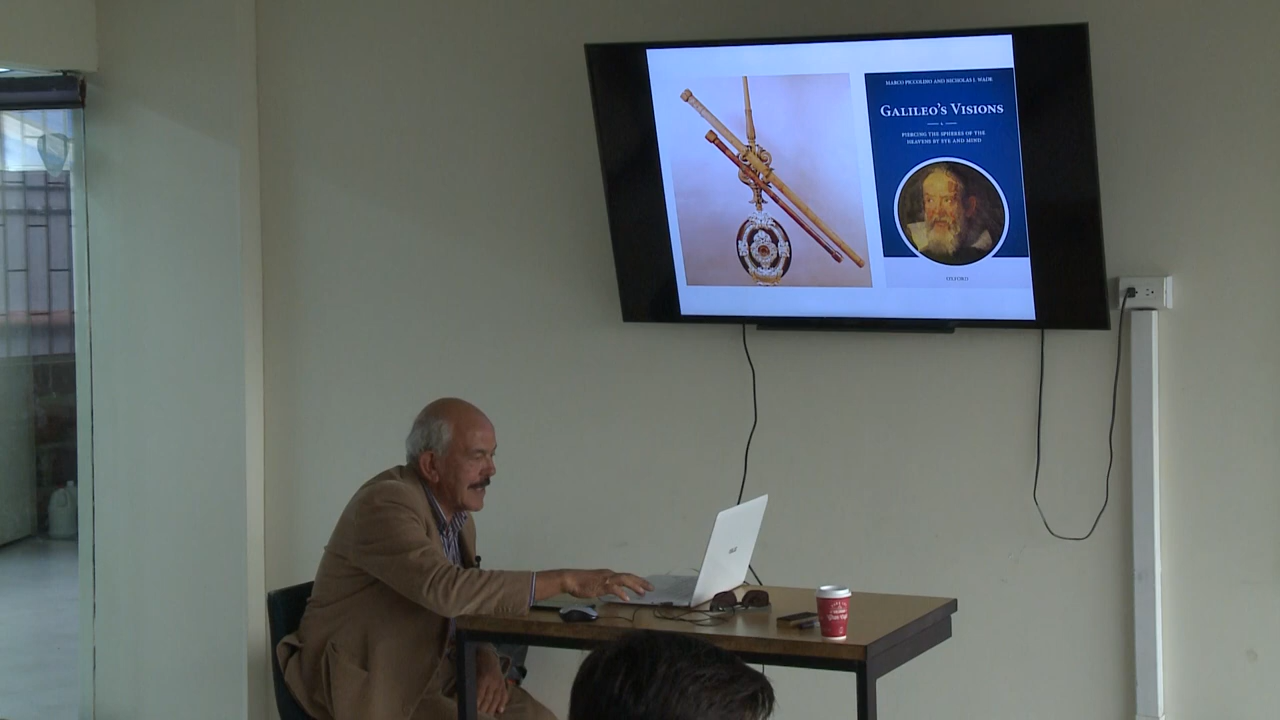 MARCO PICCOLINO AND NICHOLAS J. WADE
GALILEO'S VISIONS
PIERCING THE SPHERES OF THE
HEAVENS BY EYE AND MIND
OXFORD